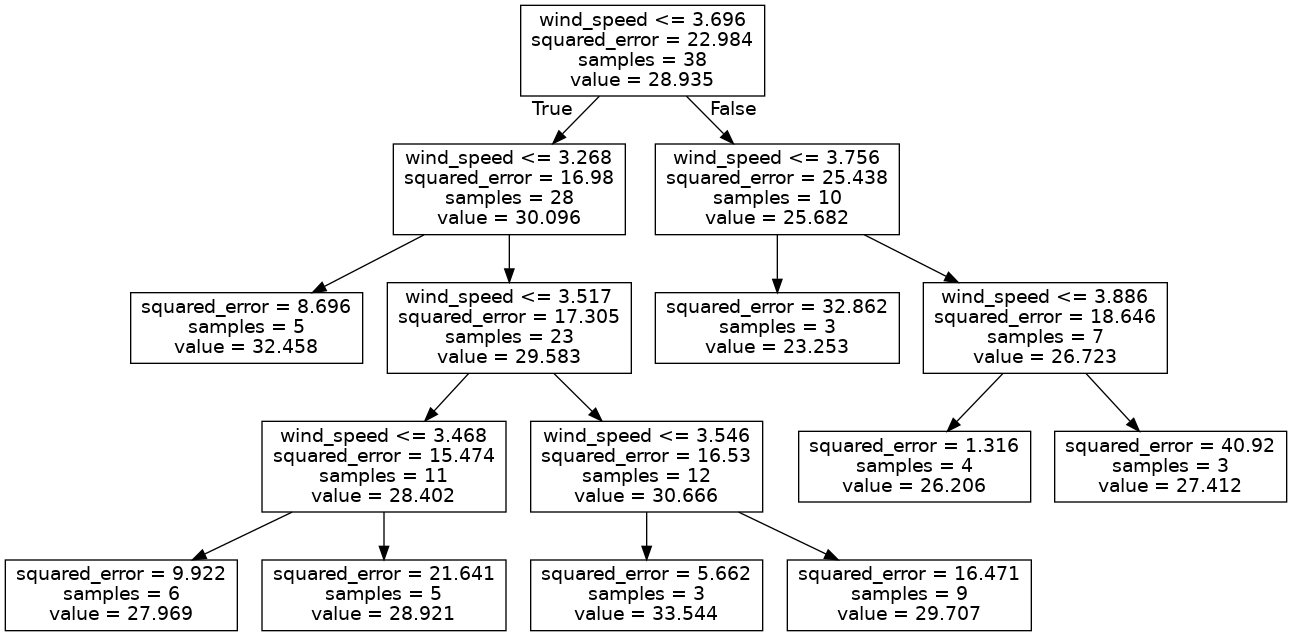 wind_speed <= 3.696
squared_error = 22.984
samples = 38
value = 28.935
True
False
wind_speed <= 3.268
squared_error = 16.98
samples = 28
value = 30.096
wind_speed <= 3.756
squared_error = 25.438
samples = 10
value = 25.682
squared_error = 8.696
samples = 5
value = 32.458
wind_speed <= 3.517
squared_error = 17.305
samples = 23
value = 29.583
squared_error = 32.862
samples = 3
value = 23.253
wind_speed <= 3.886
squared_error = 18.646
samples = 7
value = 26.723
wind_speed <= 3.468
squared_error = 15.474
samples = 11
value = 28.402
wind_speed <= 3.546
squared_error = 16.53
samples = 12
value = 30.666
squared_error = 1.316
samples = 4
value = 26.206
squared_error = 40.92
samples = 3
value = 27.412
squared_error = 9.922
samples = 6
value = 27.969
squared_error = 21.641
samples = 5
value = 28.921
squared_error = 5.662
samples = 3
value = 33.544
squared_error = 16.471
samples = 9
value = 29.707